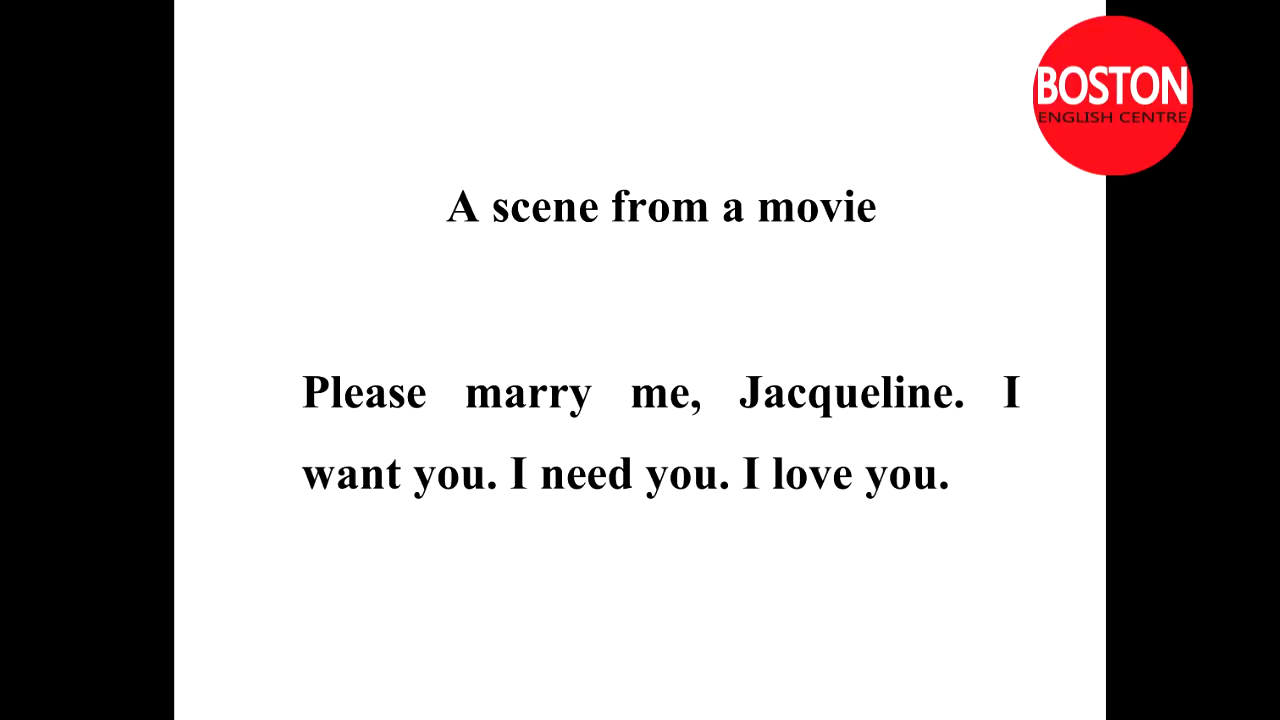 BOSTON
ENGLISH CENTRE
A scene from a movie
Please marry me, Jacqueline. I
want you. I need you. I love you.